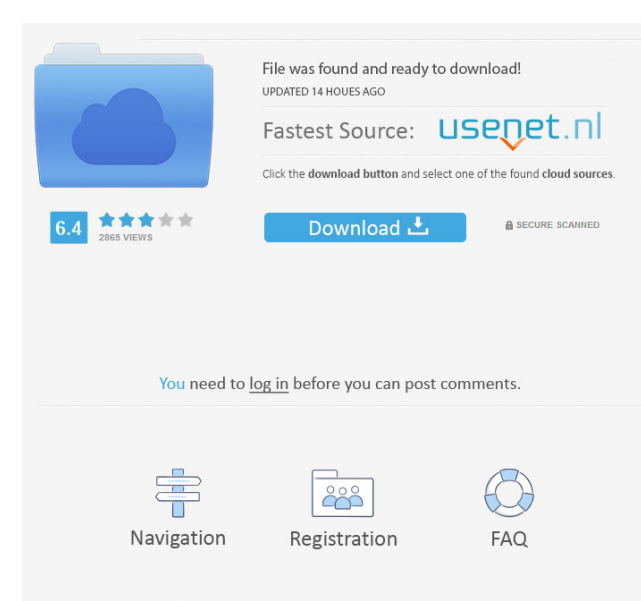 File was found and ready to download!
UPDATED 14 HOUES AGO
Fastest Source: usenet.nl
Click the download button and select one of the found cloud sources.
6.4
2865 VIEWS
Download
SECURE SCANNED
You need to log in before you can post comments.
Navigation
Registration
FAQ